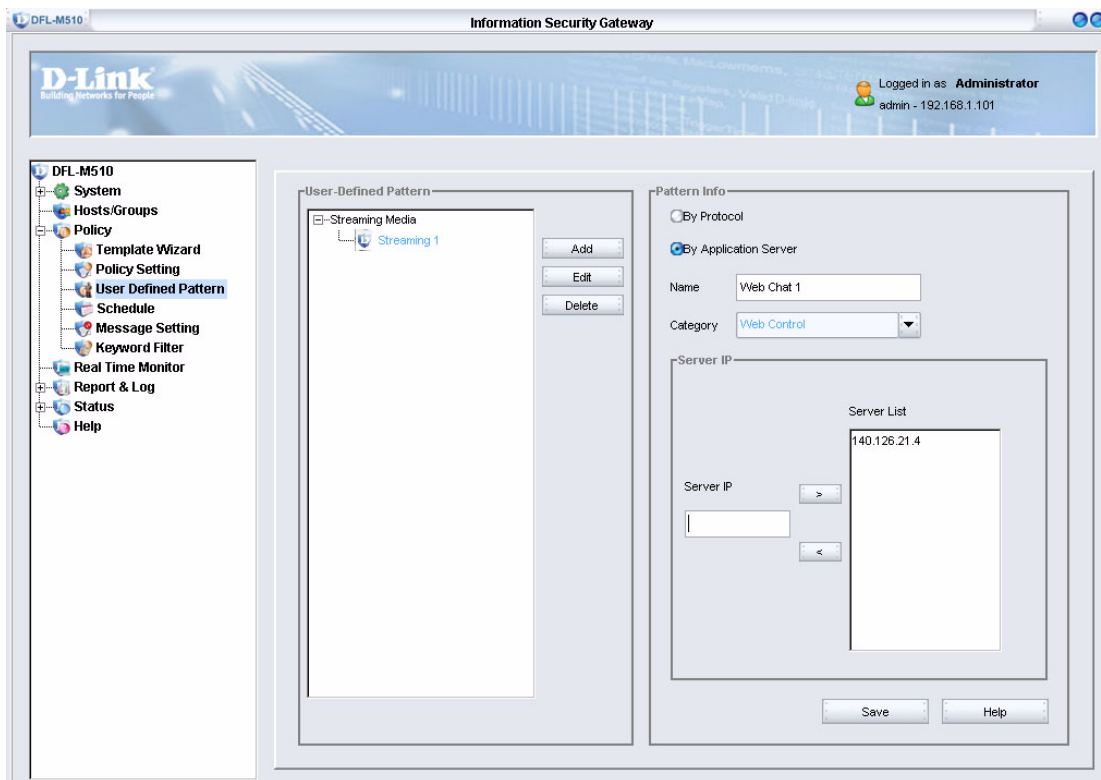 DFL-M510
Information Security Gateway
D-Link
Building Networks for People
Logged in as Administrator
admin - 192.168.1.101
DFL-M510
System
Hosts/Groups
Policy
Template Wizard
Policy Setting
User Defined Pattern
Schedule
Message Setting
Keyword Filter
Real Time Monitor
Report & Log
Status
Help
User-Defined Pattern
Streaming Media
Streaming 1
Add
Edit
Delete
Pattern Info
By Protocol
By Application Server
Name Web Chat 1
Category Web Control
Server IP
Server List
140.126.21.4
Server IP
>
<
Save Help